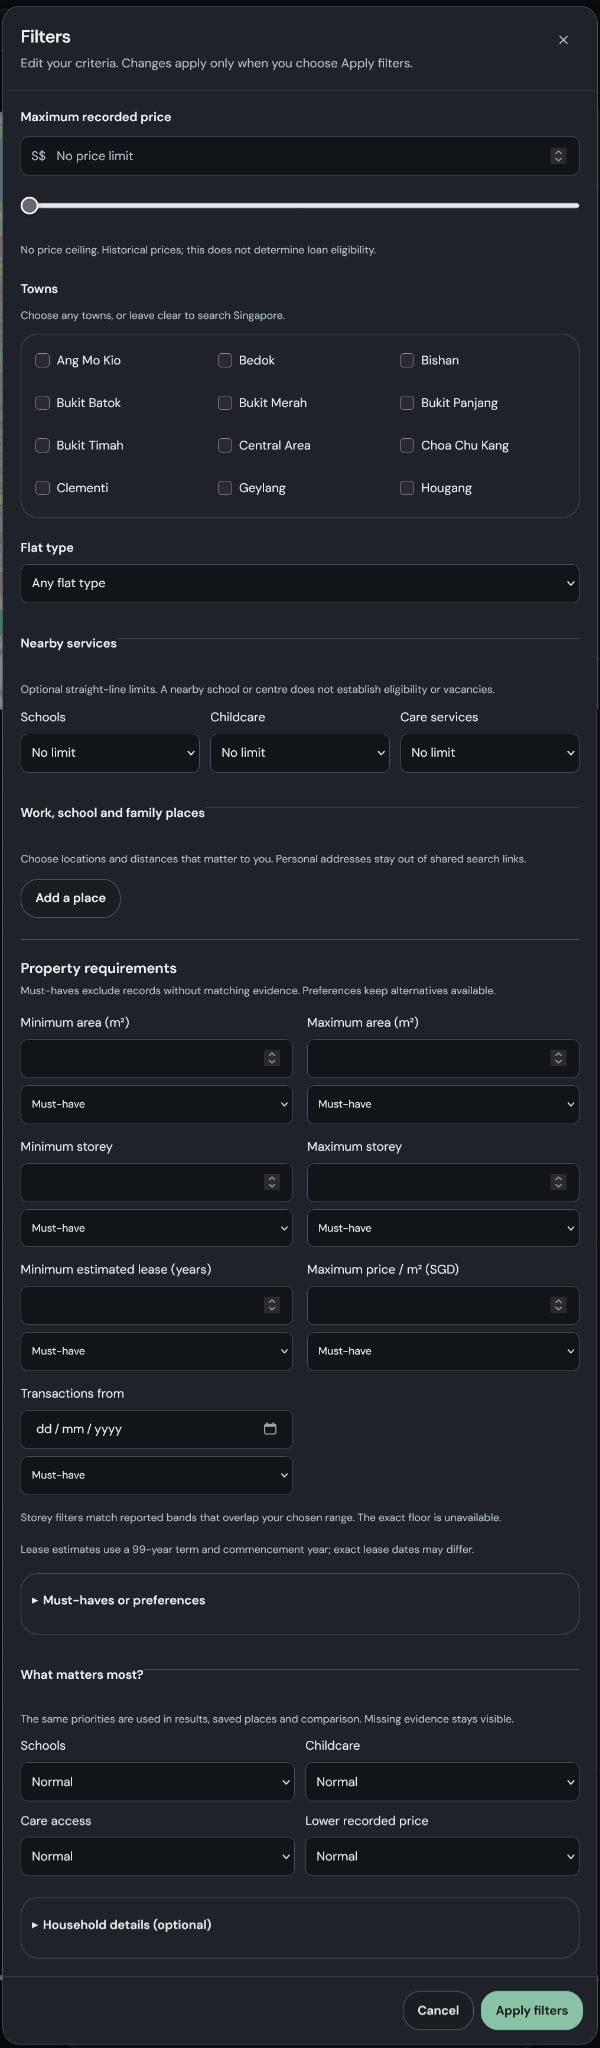 Filters
Edit your criteria. Changes apply only when you choose Apply filters.
Maximum recorded price
S$ No price limit
No price ceiling. Historical prices; this does not determine loan eligibility.
Towns
Choose any towns, or leave clear to search Singapore.
Ang Mo Kio Bedok Bishan
Bukit Batok Bukit Merah Bukit Panjang
Bukit Timah Central Area Choa Chu Kang
Clementi Geylang Hougang
Flat type
Any flat type
Nearby services
Optional straight-line limits. A nearby school or centre does not establish eligibility or vacancies.
Schools Childcare Care services
No limit No limit No limit
Work, school and family places
Choose locations and distances that matter to you. Personal addresses stay out of shared search links.
Add a place
Property requirements
Must-haves exclude records without matching evidence. Preferences keep alternatives available.
Minimum area (m²) Maximum area (m²)
Must-have Must-have
Minimum storey Maximum storey
Must-have Must-have
Minimum estimated lease (years) Maximum price / m² (SGD)
Must-have Must-have
Transactions from
dd / mm / yyyy
Must-have
Storey filters match reported bands that overlap your chosen range. The exact floor is unavailable.
Lease estimates use a 99-year term and commencement year; exact lease dates may differ.
▸ Must-haves or preferences
What matters most?
The same priorities are used in results, saved places and comparison. Missing evidence stays visible.
Schools Childcare
Normal Normal
Care access Lower recorded price
Normal Normal
▸ Household details (optional)
Cancel Apply filters